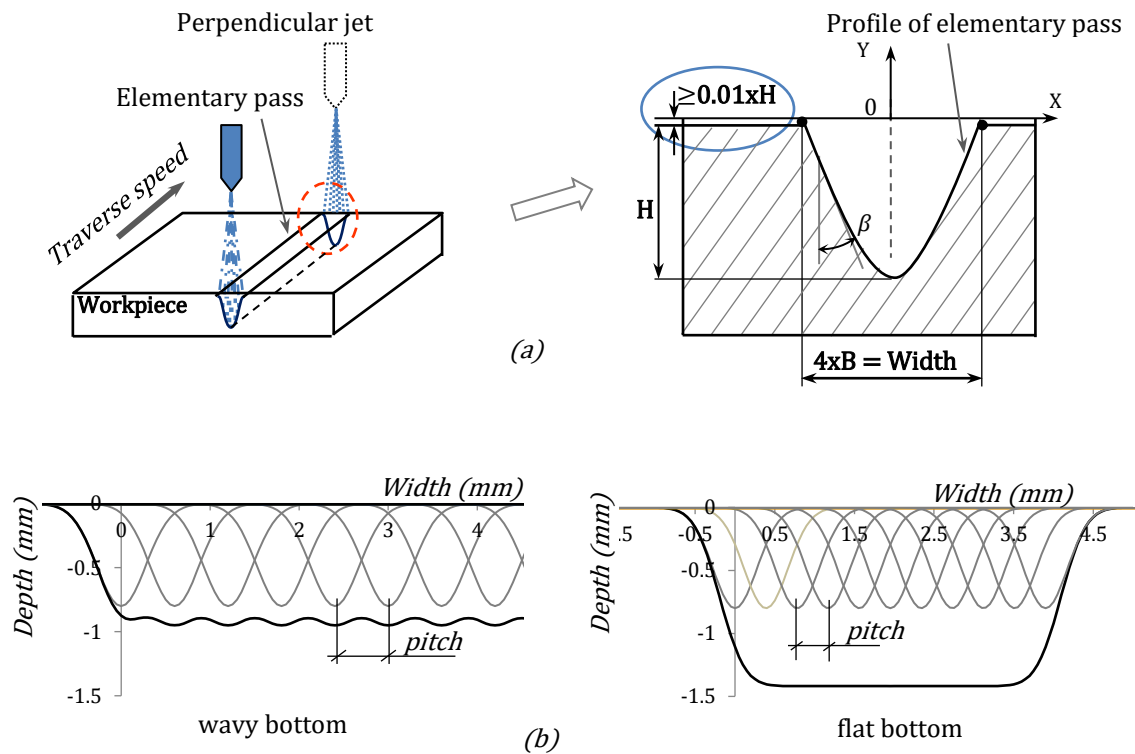 Perpendicular jet
Elementary pass
Traverse speed
Workpiece
Profile of elementary pass
Y
≥0.01xH
0
X
H
β
4xB = Width
(a)
Width (mm)
0
0
1
2
3
4
Depth (mm)
-0.5
-1
-1.5
pitch
wavy bottom
Width (mm)
0
.5
-0.5
0.5
1.5
2.5
3.5
4.5
Depth (mm)
-0.5
-1
-1.5
pitch
flat bottom
(b)